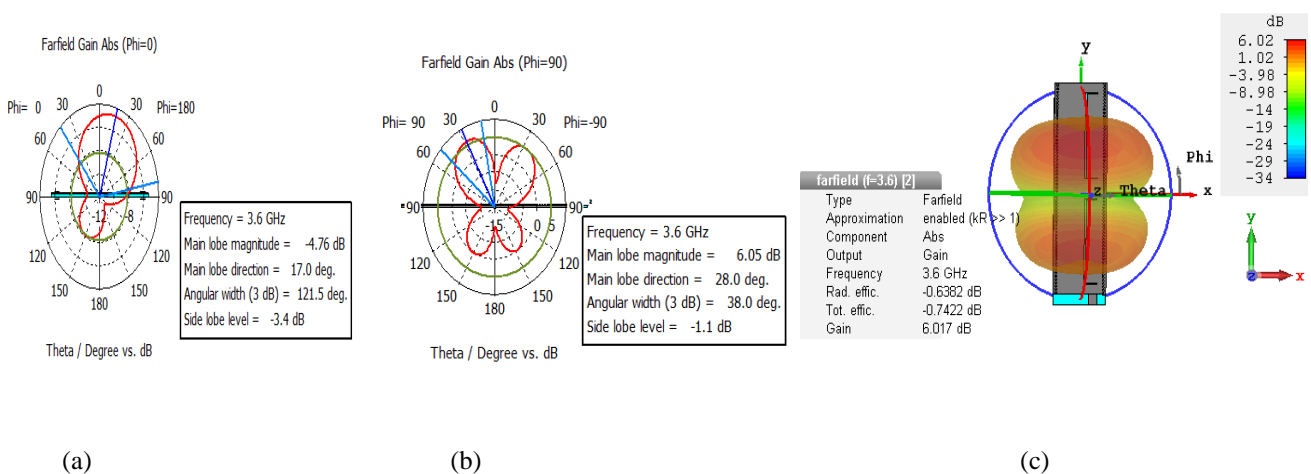 Farfield Gain Abs (Phi=0)
Phi= 0
30
0
30
Phi=180
60
60
90
-12
-8
90
120
120
150
180
150
Theta / Degree vs. dB
Frequency = 3.6 GHz
Main lobe magnitude = -4.76 dB
Main lobe direction = 17.0 deg.
Angular width (3 dB) = 121.5 deg.
Side lobe level = -3.4 dB
Farfield Gain Abs (Phi=90)
Phi= 90
30
0
30
Phi=-90
60
60
90
-15
0 5
90
120
120
150
180
150
Theta / Degree vs. dB
Frequency = 3.6 GHz
Main lobe magnitude = 6.05 dB
Main lobe direction = 28.0 deg.
Angular width (3 dB) = 38.0 deg.
Side lobe level = -1.1 dB
farfield (f=3.6) [2]
Type Farfield
Approximation enabled (kR >> 1)
Component Abs
Output Gain
Frequency 3.6 GHz
Rad. effic. -0.6382 dB
Tot. effic. -0.7422 dB
Gain 6.017 dB
y
Phi
z
Theta
x
dB
6.02
1.02
-3.98
-8.98
-14
-19
-24
-29
-34
y
z
x
(a)
(b)
(c)